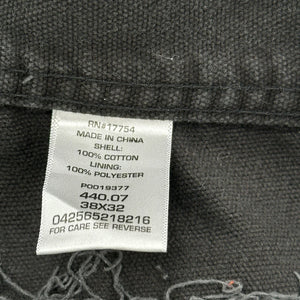 RN#17754
MADE IN CHINA
SHELL:
100% COTTON
LINING:
100% POLYESTER
PO019377
440.07
38X32
042565218216
FOR CARE SEE REVERSE